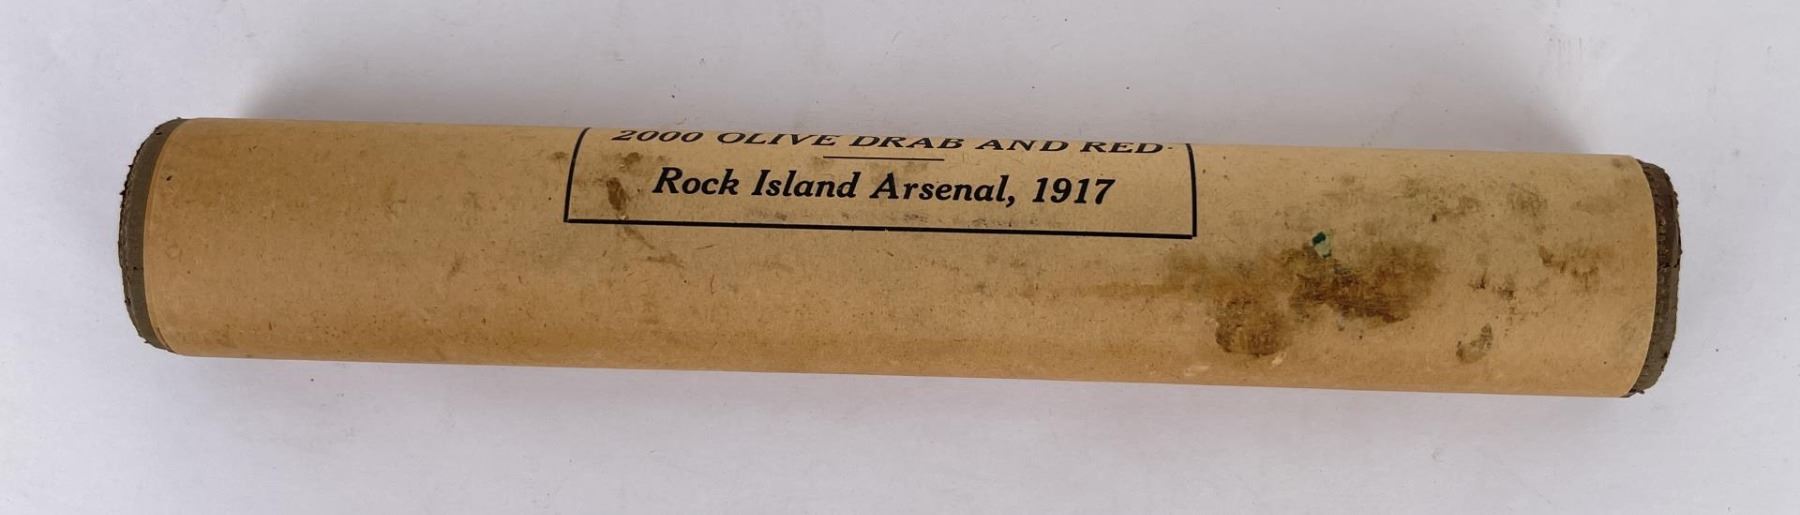 2000 OLIVE DRAB AND RED
Rock Island Arsenal, 1917